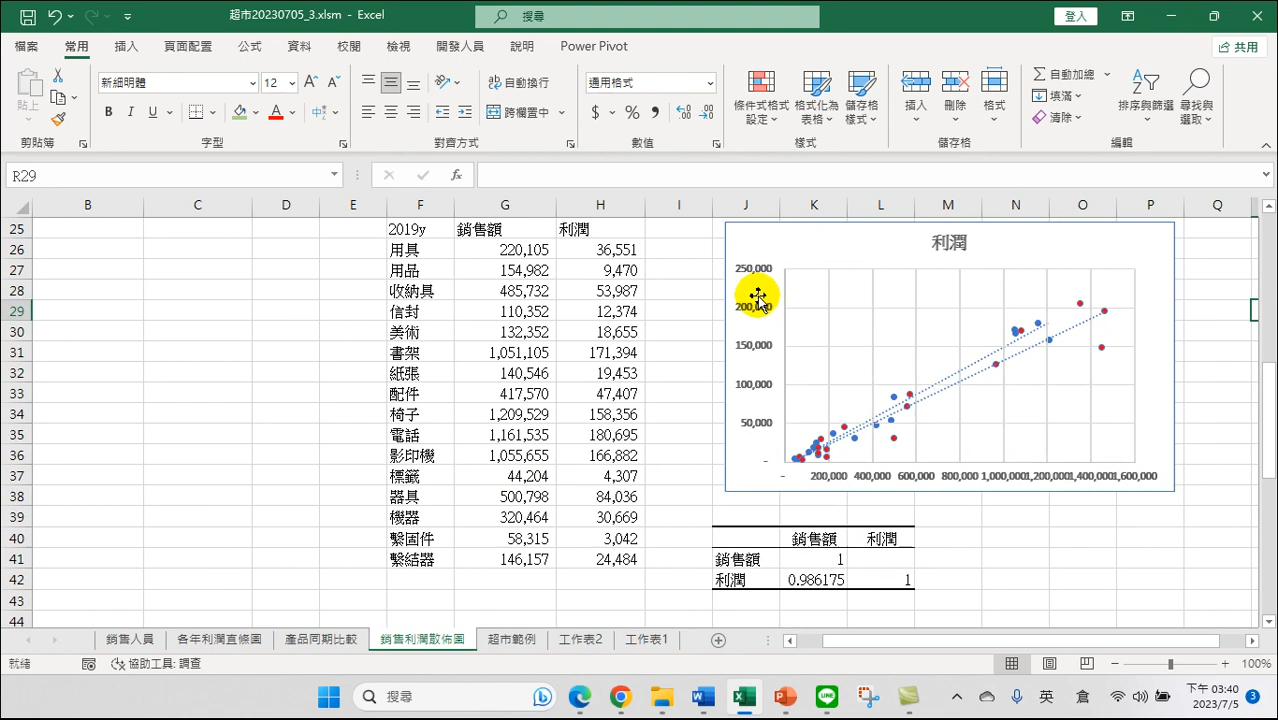 超市20230705_3.xlsm - Excel
搜尋
登入
檔案 常用 插入 頁面配置 公式 資料 校閱 檢視 開發人員 說明 Power Pivot
共用
貼上
新細明體 12
B I U
自動換行
跨欄置中
通用格式
條件式格式設定
格式化為表格
儲存格樣式
插入
刪除
格式
自動加總
填滿
清除
排序與篩選
尋找與選取
剪貼簿 字型 對齊方式 數值 樣式 儲存格 編輯
R29
B C D E F G H I J K L M N O P Q
25 2019y 銷售額 利潤
26 用具 220,105 36,551
27 用品 154,982 9,470
28 收納具 485,732 53,987
29 信封 110,352 12,374
30 美術 132,352 18,655
31 書架 1,051,105 171,394
32 紙張 140,546 19,453
33 配件 417,570 47,407
34 椅子 1,209,529 158,356
35 電話 1,161,535 180,695
36 影印機 1,055,655 166,882
37 標籤 44,204 4,307
38 器具 500,798 84,036
39 機器 320,464 30,669
40 繫固件 58,315 3,042
41 繫結器 146,157 24,484
42
43
44
利潤
250,000
200,000
150,000
100,000
50,000
-
- 200,000 400,000 600,000 800,000 1,000,000 1,200,000 1,400,000 1,600,000
銷售額 利潤
銷售額 1
利潤 0.986175 1
銷售人員 各年利潤直條圖 產品同期比較 銷售利潤散佈圖 超市範例 工作表2 工作表1
就緒 協助工具: 調查 100%
搜尋
英 倉
下午 03:40
2023/7/5
3